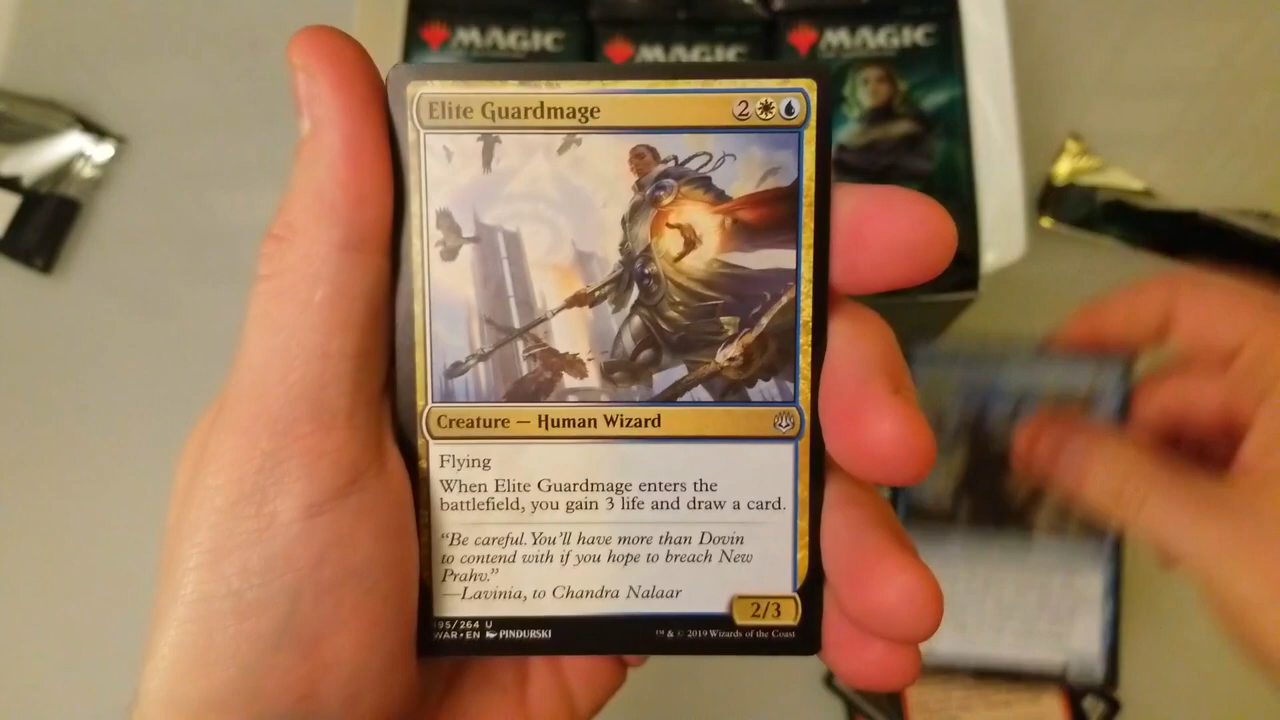 MAGIC
MAGIC
MAGIC
Elite Guardmage
2
Creature — Human Wizard
Flying
When Elite Guardmage enters the
battlefield, you gain 3 life and draw a card.
“Be careful. You’ll have more than Dovin
to contend with if you hope to breach New
Prahv.”
—Lavinia, to Chandra Nalaar
2/3
195/264 U
WAR • EN PINDURSKI
™ & © 2019 Wizards of the Coast